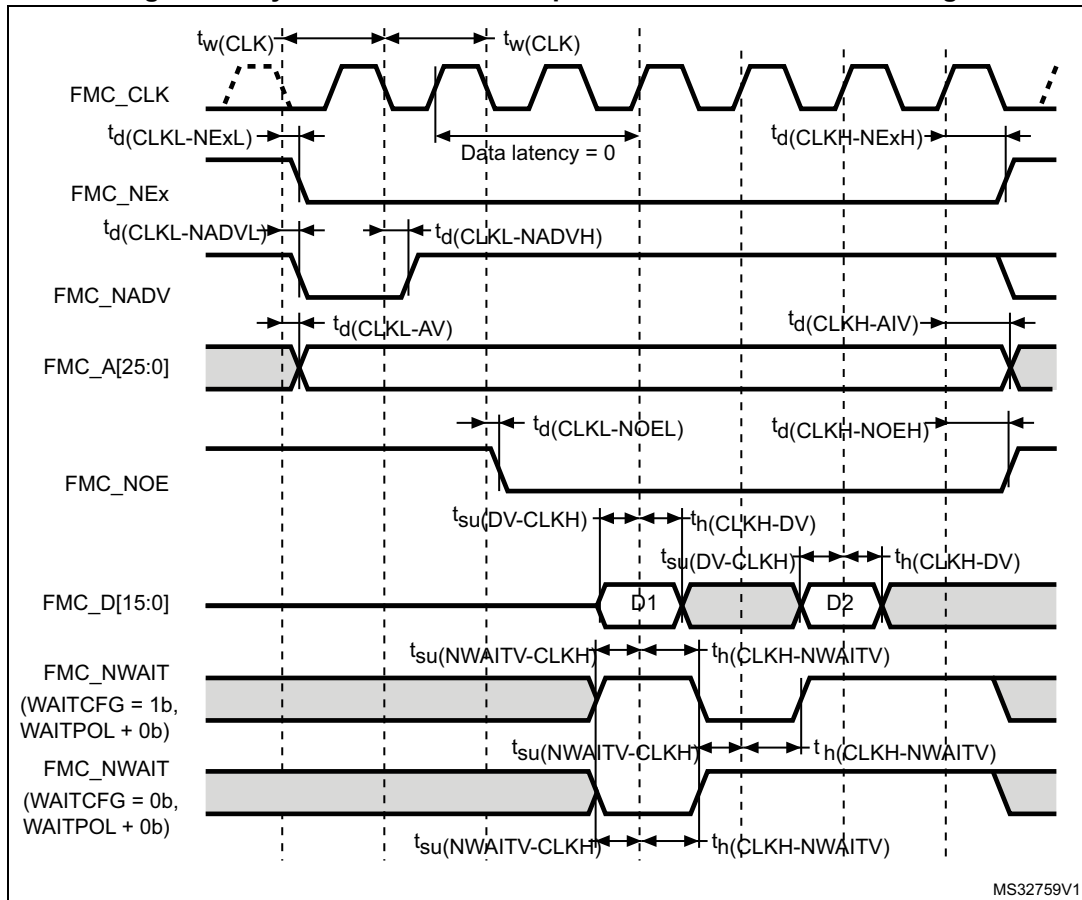 tw(CLK) tw(CLK)
FMC_CLK
td(CLKL-NExL) Data latency = 0 td(CLKH-NExH)
FMC_NEx
td(CLKL-NADVL) td(CLKL-NADVH)
FMC_NADV
td(CLKL-AV) td(CLKH-AIV)
FMC_A[25:0]
td(CLKL-NOEL) td(CLKH-NOEH)
FMC_NOE
tsu(DV-CLKH) th(CLKH-DV)
tsu(DV-CLKH) th(CLKH-DV)
FMC_D[15:0] D1 D2
tsu(NWAITV-CLKH) th(CLKH-NWAITV)
FMC_NWAIT
(WAITCFG = 1b,
WAITPOL + 0b)
tsu(NWAITV-CLKH) th(CLKH-NWAITV)
FMC_NWAIT
(WAITCFG = 0b,
WAITPOL + 0b)
tsu(NWAITV-CLKH) th(CLKH-NWAITV)
MS32759V1